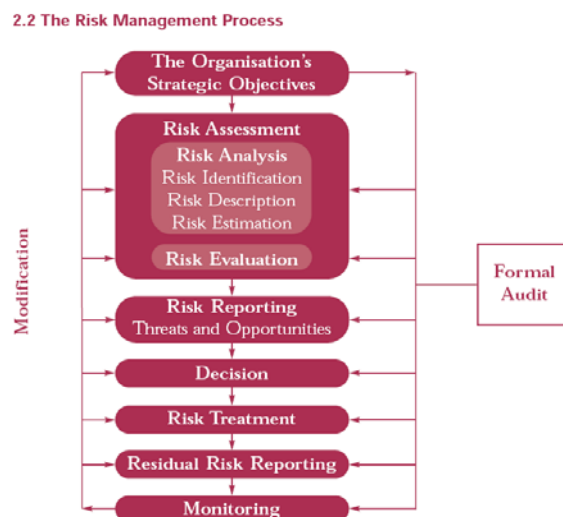 2.2 The Risk Management Process
The Organisation's
Strategic Objectives
Risk Assessment
Risk Analysis
Risk Identification
Risk Description
Risk Estimation
Risk Evaluation
Risk Reporting
Threats and Opportunities
Decision
Risk Treatment
Residual Risk Reporting
Monitoring
Modification
Formal
Audit